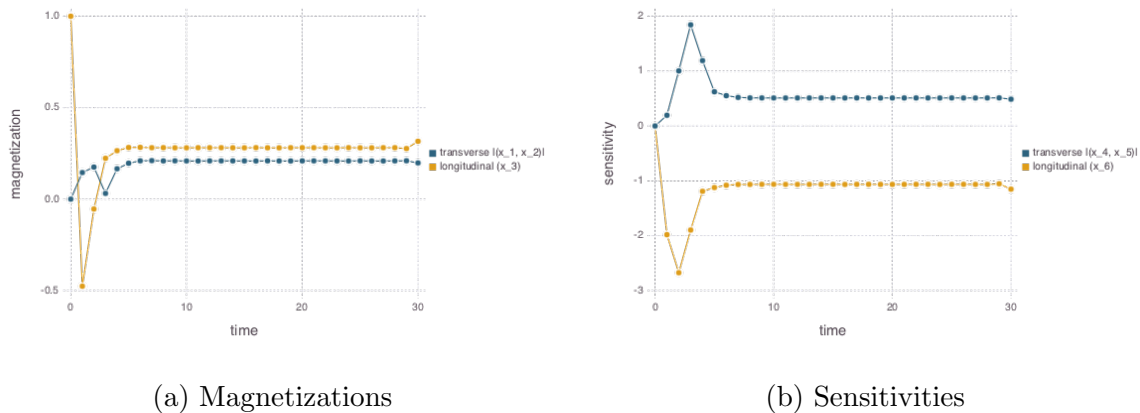 1.0
0.5
0.0
-0.5
magnetization
0
10
20
30
time
transverse |(x_1, x_2)|
longitudinal (x_3)
(a) Magnetizations
2
1
0
-1
-2
-3
sensitivity
0
10
20
30
time
transverse |(x_4, x_5)|
longitudinal (x_6)
(b) Sensitivities